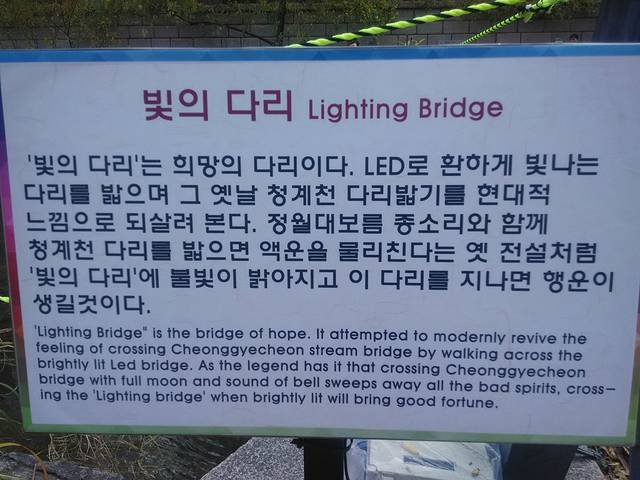 빛의 다리 Lighting Bridge
'빛의 다리'는 희망의 다리이다. LED로 환하게 빛나는
다리를 밟으며 그 옛날 청계천 다리밟기를 현대적
느낌으로 되살려 본다. 정월대보름 종소리와 함께
청계천 다리를 밟으면 액운을 물리친다는 옛 전설처럼
'빛의 다리'에 불빛이 밝아지고 이 다리를 지나면 행운이
생길것이다.
'Lighting Bridge" is the bridge of hope. It attempted to modernly revive the
feeling of crossing Cheonggyecheon stream bridge by walking across the
brightly lit Led bridge. As the legend has it that crossing Cheonggyecheon
bridge with full moon and sound of bell sweeps away all the bad spirits, cross-
ing the 'Lighting bridge' when brightly lit will bring good fortune.